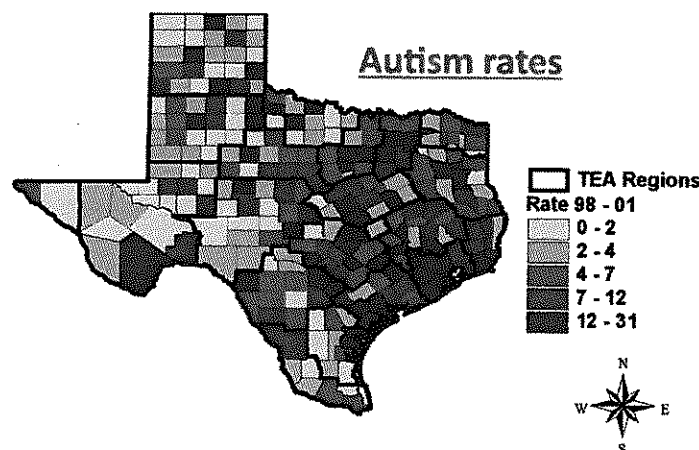 Autism rates
TEA Regions
Rate 98 - 01
0 - 2
2 - 4
4 - 7
7 - 12
12 - 31
N
W E
S